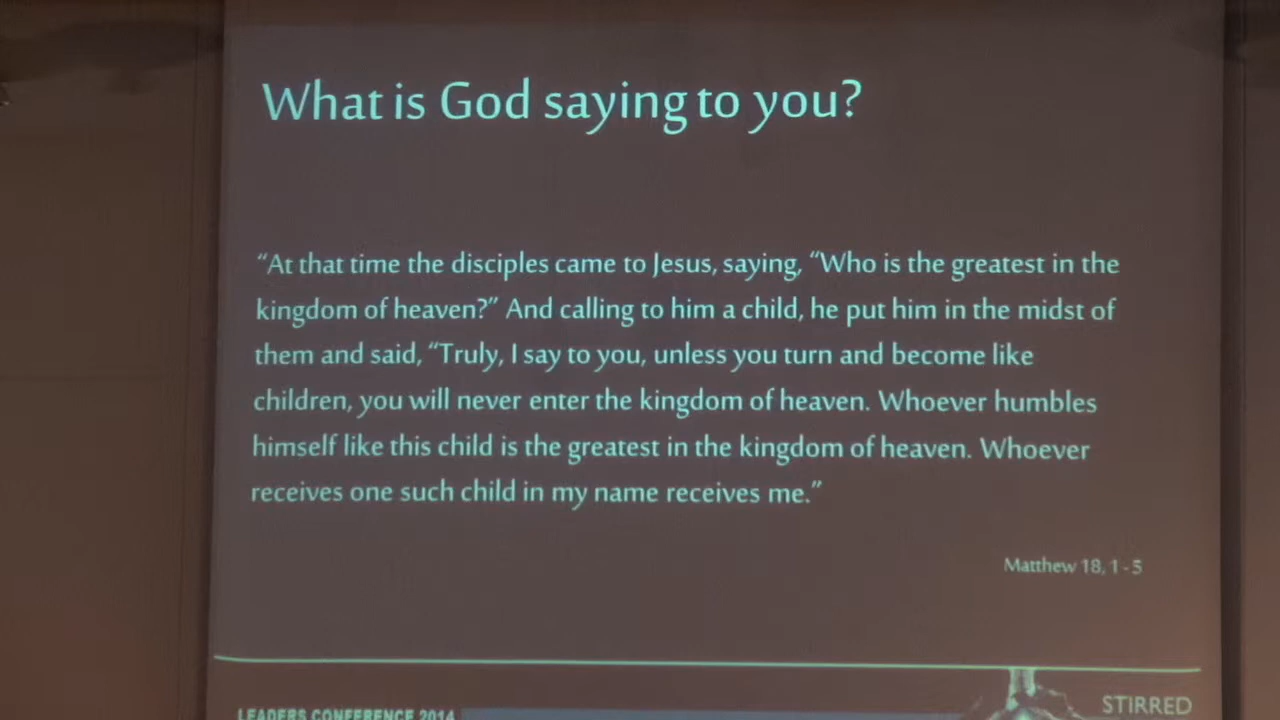 What is God saying to you?
“At that time the disciples came to Jesus, saying, “Who is the greatest in the
kingdom of heaven?” And calling to him a child, he put him in the midst of
them and said, “Truly, I say to you, unless you turn and become like
children, you will never enter the kingdom of heaven. Whoever humbles
himself like this child is the greatest in the kingdom of heaven. Whoever
receives one such child in my name receives me.”
Matthew 18, 1 - 5
LEADERS CONFERENCE 2014
STIRRED